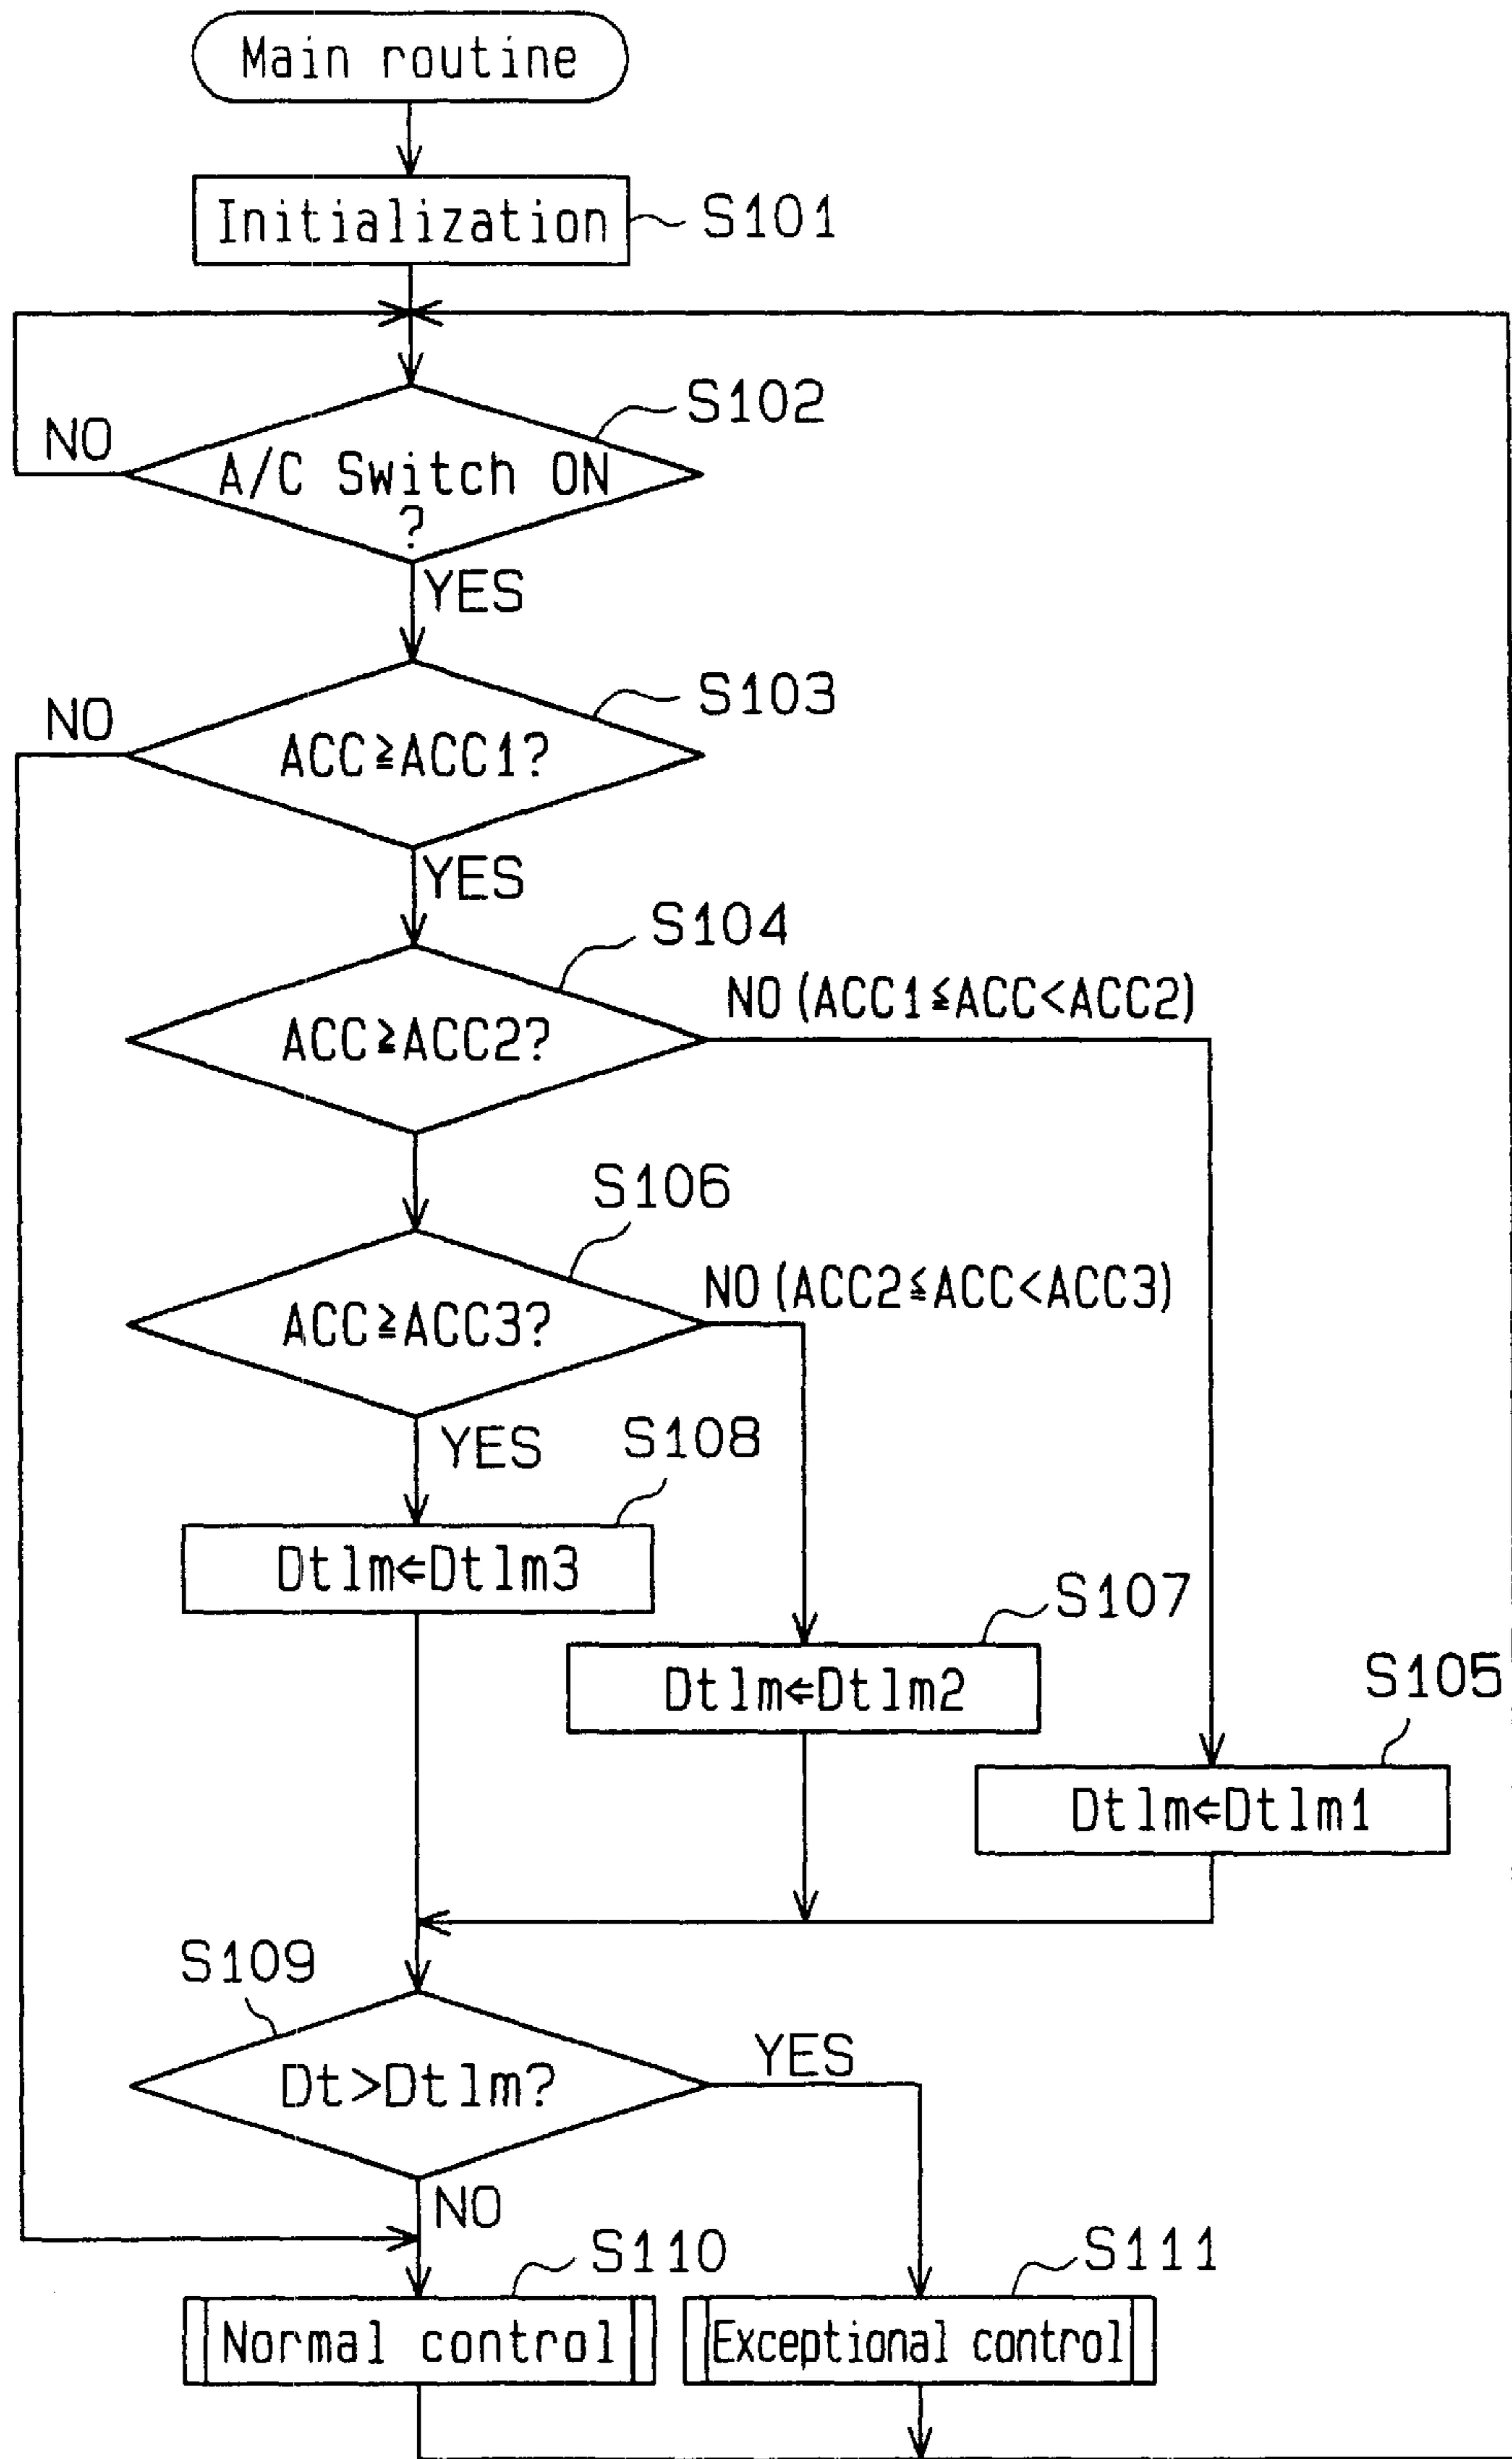 Main routine
Initialization
S101
S102
NO
A/C Switch ON
?
YES
S103
NO
ACC≧ACC1?
YES
S104
NO (ACC1≦ACC<ACC2)
ACC≧ACC2?
S106
NO (ACC2≦ACC<ACC3)
ACC≧ACC3?
YES
S108
Dtlm⇐Dtlm3
S107
Dtlm⇐Dtlm2
S105
Dtlm⇐Dtlm1
S109
YES
Dt>Dtlm?
NO
S110
S111
Normal control
Exceptional control